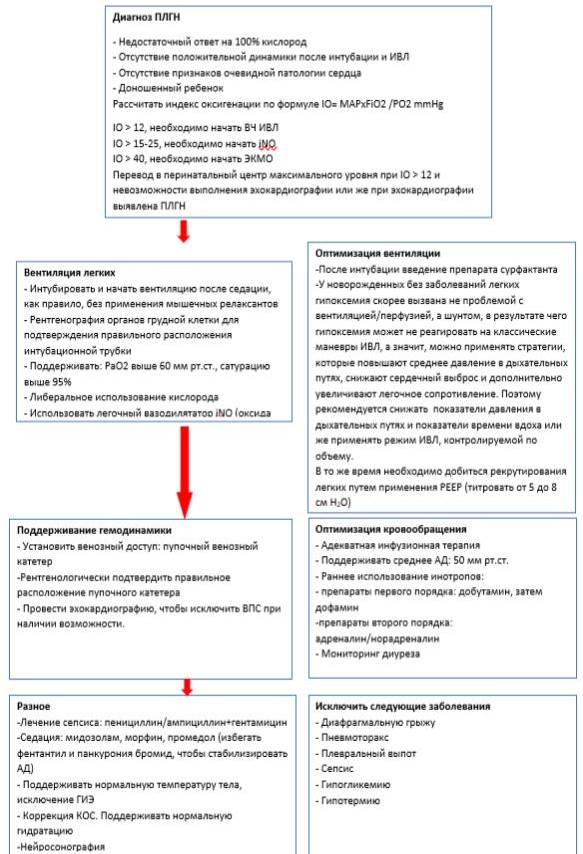 Диагноз ПЛГН
- Недостаточный ответ на 100% кислород
- Отсутствие положительной динамики после интубации и ИВЛ
- Отсутствие признаков очевидной патологии сердца
- Доношенный ребенок
Рассчитать индекс оксигенации по формуле IO= MAPxFiO2 /PO2 mmHg
IO > 12, необходимо начать ВЧ ИВЛ
IO > 15-25, необходимо начать iNO
IO > 40, необходимо начать ЭКМО
Перевод в перинатальный центр максимального уровня при IO > 12 и
невозможности выполнения эхокардиографии или же при эхокардиографии
выявлена ПЛГН
Вентиляция легких
- Интубировать и начать вентиляцию после седации,
как правило, без применения мышечных релаксантов
- Рентгенография органов грудной клетки для
подтверждения правильного расположения
интубационной трубки
- Поддерживать: PaO2 выше 60 мм рт.ст., сатурацию
выше 95%
- Либеральное использование кислорода
- Использовать легочный вазодилятатор iNO (оксида
Оптимизация вентиляции
-После интубации введение препарата сурфактанта
-У новорожденных без заболеваний легких
гипоксемия скорее вызвана не проблемой с
вентиляцией/перфузией, а шунтом, в результате чего
гипоксемия может не реагировать на классические
маневры ИВЛ, а значит, можно применять стратегии,
которые повышают среднее давление в дыхательных
путях, снижают сердечный выброс и дополнительно
увеличивают легочное сопротивление. Поэтому
рекомендуется снижать показатели давления в
дыхательных путях и показатели времени вдоха или
же применять режим ИВЛ, контролируемой по
объему.
В то же время необходимо добиться рекрутирования
легких путем применения PEEP (титровать от 5 до 8
см H₂O)
Поддерживание гемодинамики
- Установить венозный доступ: пупочный венозный
катетер
-Рентгенологически подтвердить правильное
расположение пупочного катетера
- Провести эхокардиографию, чтобы исключить ВПС при
наличии возможности.
Оптимизация кровообращения
- Адекватная инфузионная терапия
- Поддерживать среднее АД: 50 мм рт.ст.
- Раннее использование инотропов:
- препараты первого порядка: добутамин, затем
дофамин
-препараты второго порядка:
адреналин/норадреналин
- Мониторинг диуреза
Разное
-Лечение сепсиса: пенициллин/ампициллин+гентамицин
-Седация: мидозолам, морфин, промедол (избегать
фентантил и панкурония бромид, чтобы стабилизировать
АД)
- Поддерживать нормальную температуру тела,
исключение ГИЭ
- Коррекция КОС. Поддерживать нормальную
гидратацию
-Нейросонография
Исключить следующие заболевания
- Диафрагмальную грыжу
- Пневмоторакс
- Плевральный выпот
- Сепсис
- Гипогликемию
- Гипотермию